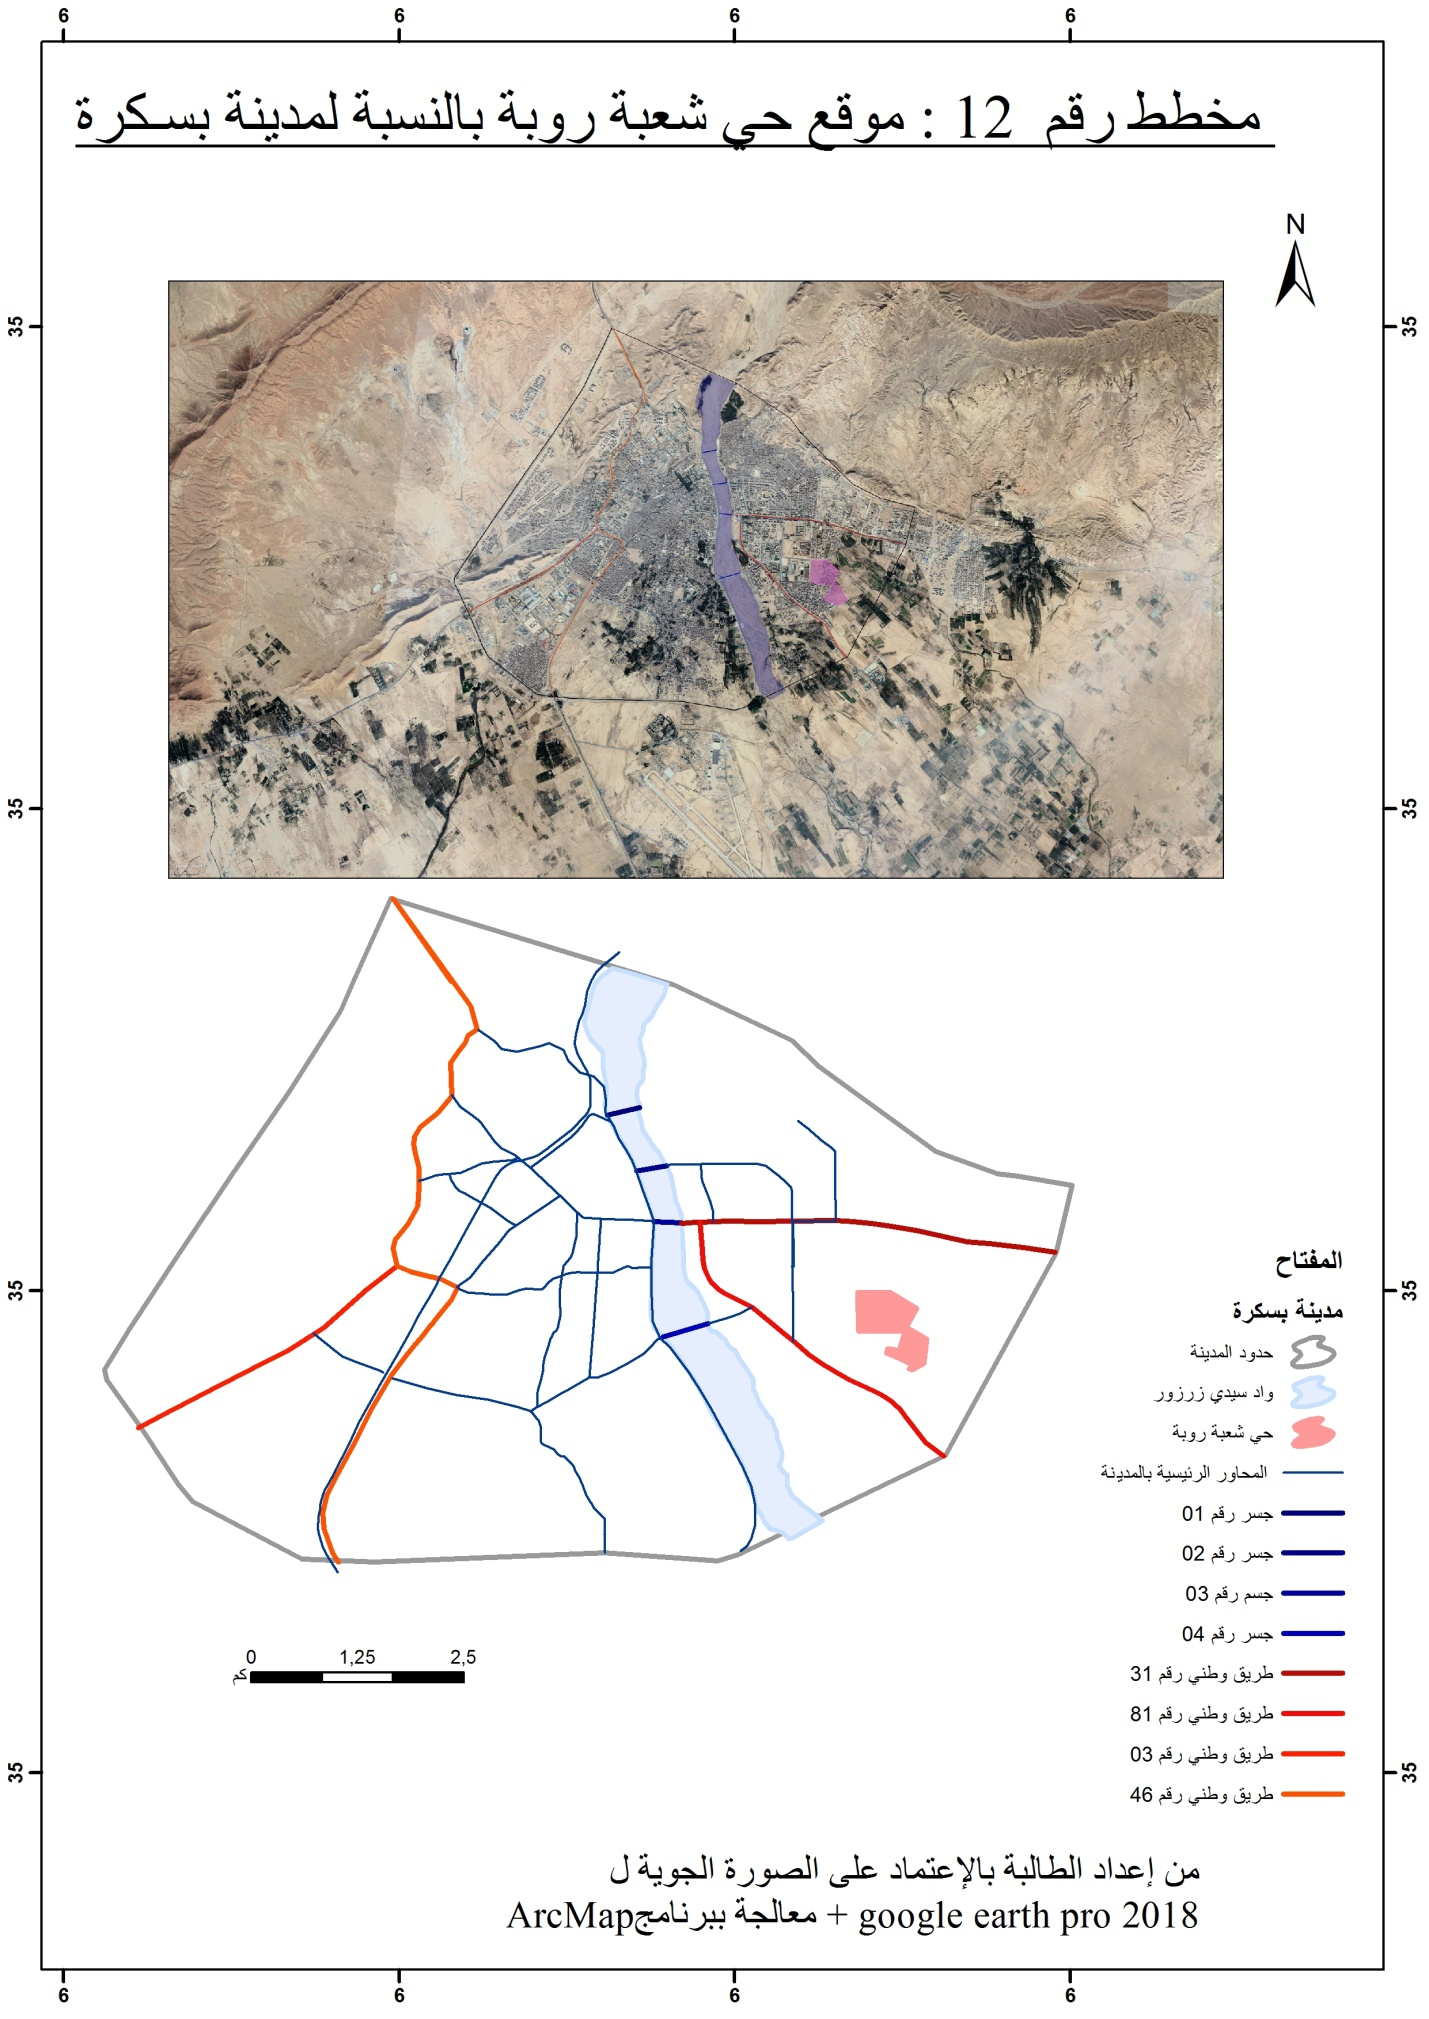 6 6 6 6
مخطط رقم 12 : موقع حي شعبة روبة بالنسبة لمدينة بسكرة
N
35 35
35 35
35 35
المفتاح
مدينة بسكرة
حدود المدينة
واد سيدي زرزور
حي شعبة روبة
المحاور الرئيسية بالمدينة
جسر رقم 01
جسر رقم 02
جسم رقم 03
جسر رقم 04
طريق وطني رقم 31
طريق وطني رقم 81
طريق وطني رقم 03
طريق وطني رقم 46
0 1,25 2,5
كم
35 35
من إعداد الطالبة بالإعتماد على الصورة الجوية ل
google earth pro 2018 + معالجة ببرنامجArcMap
6 6 6 6